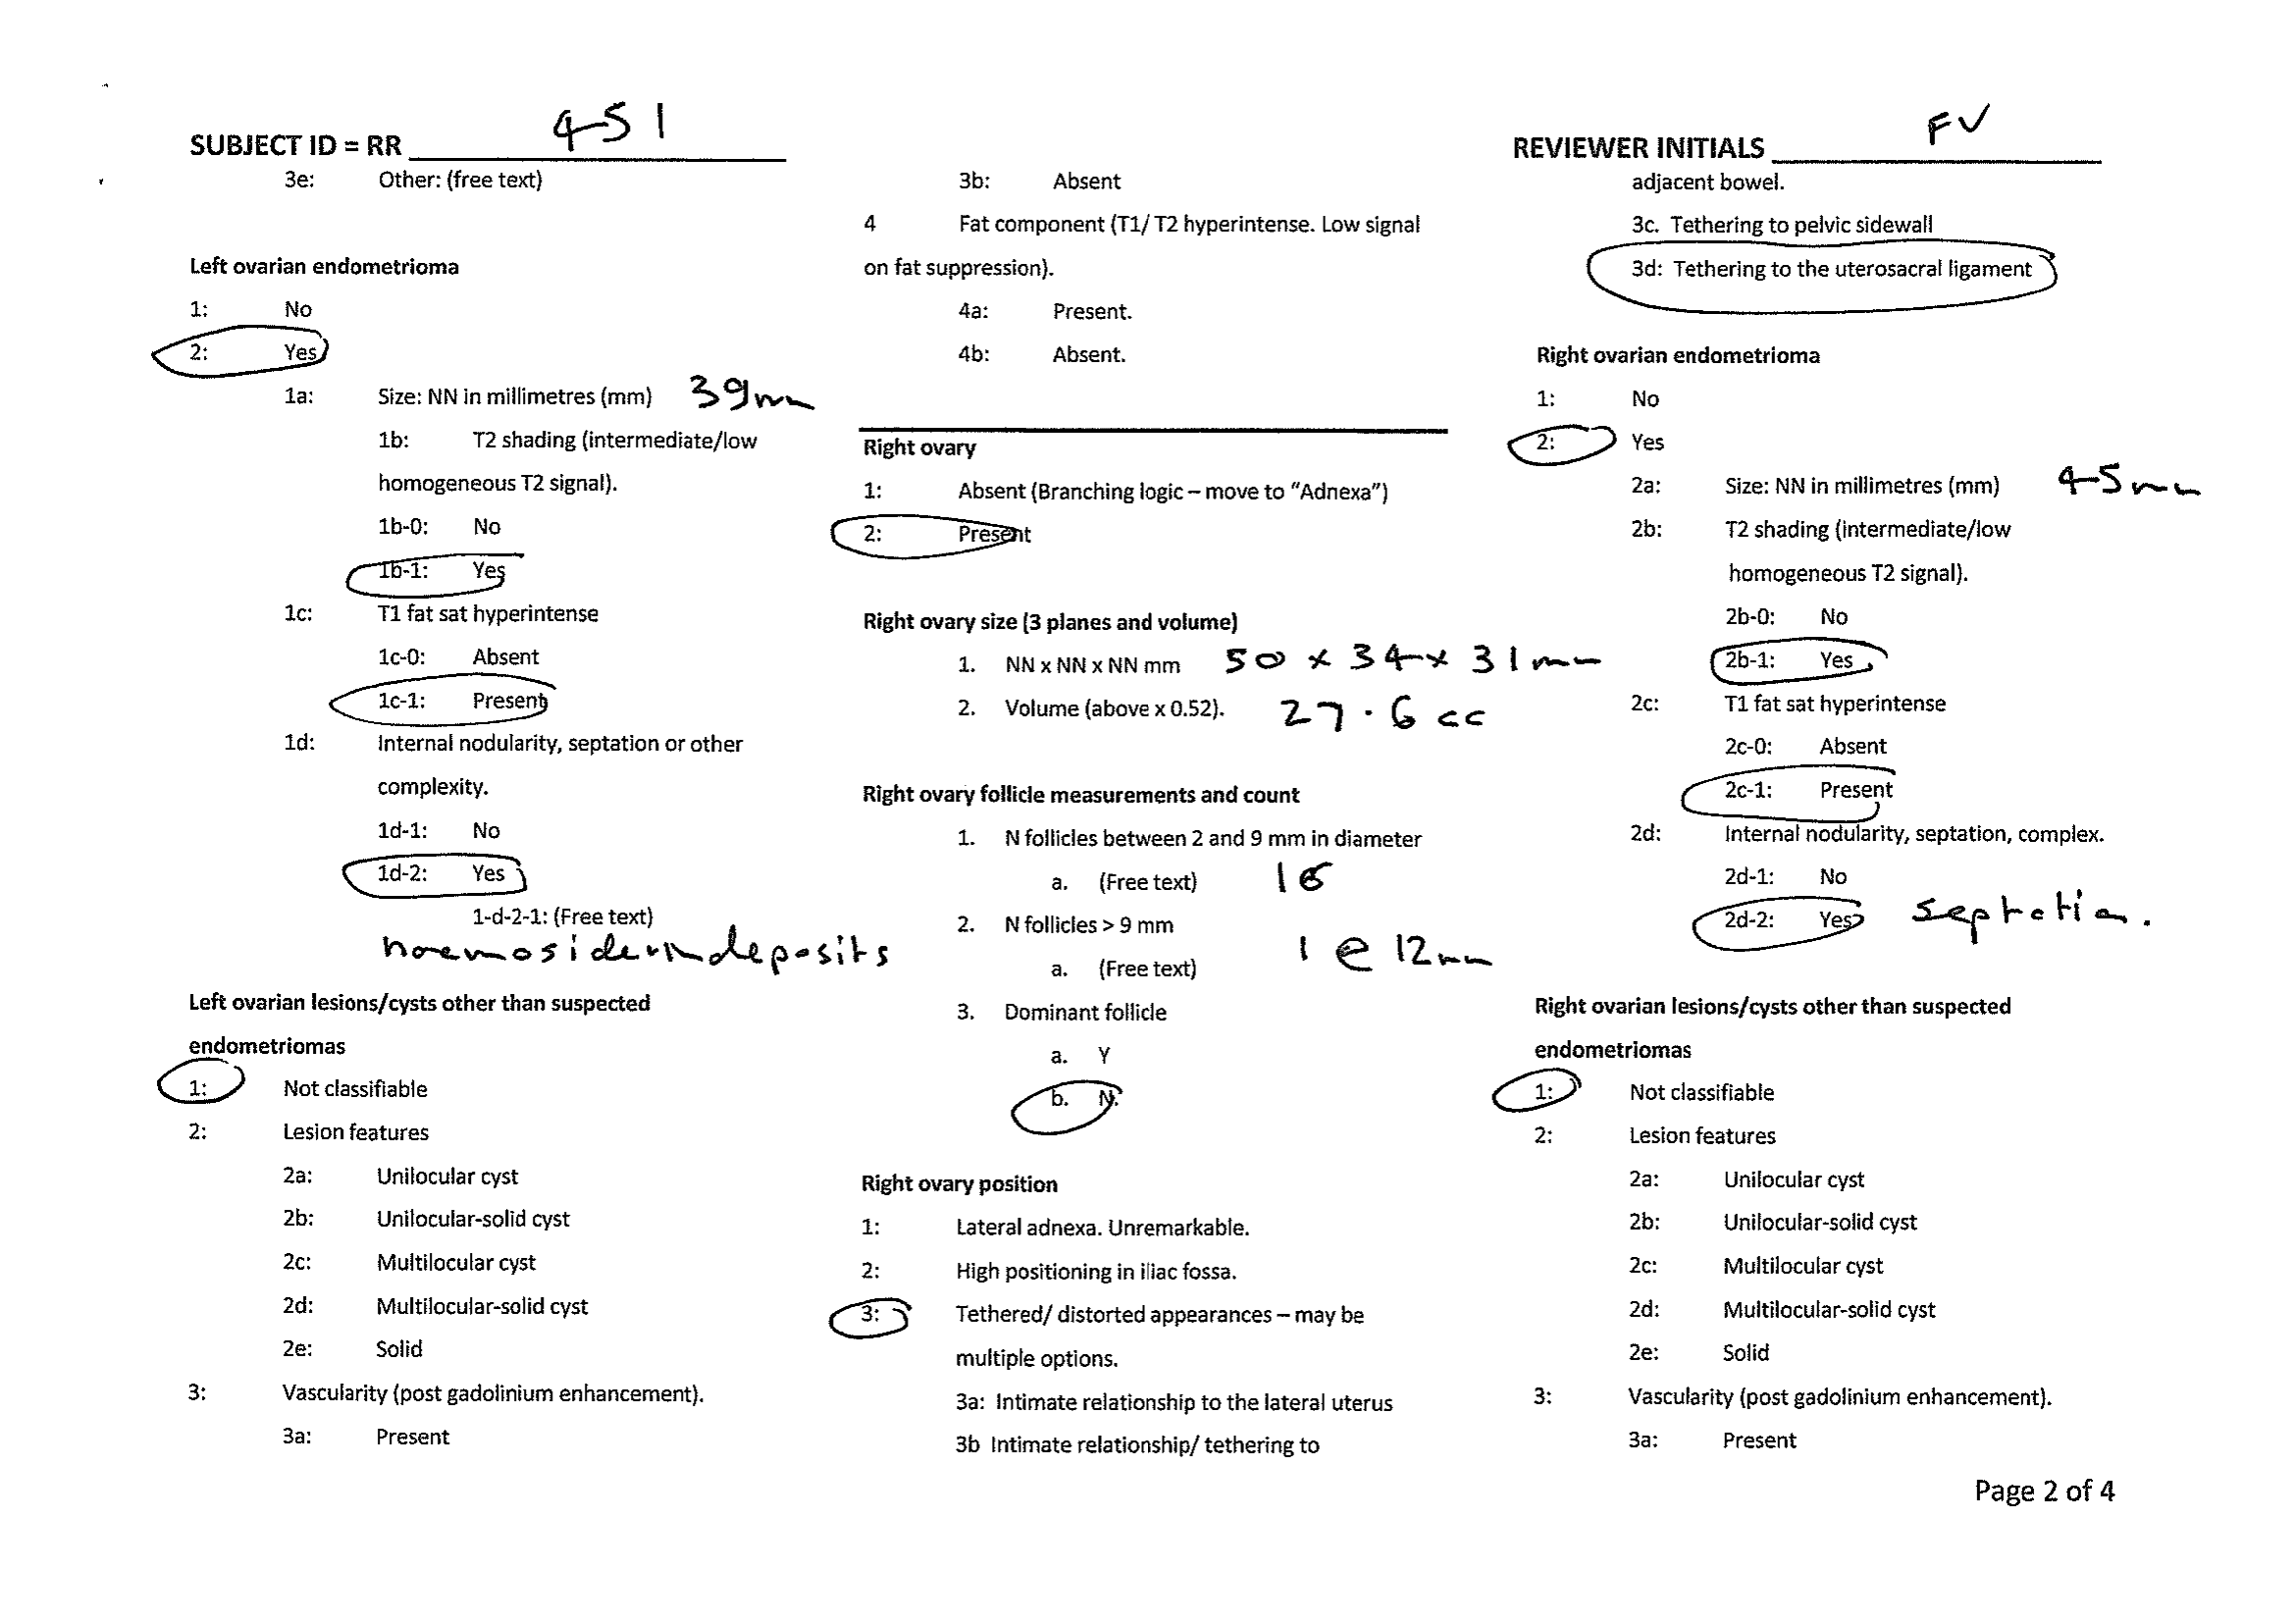 SUBJECT ID = RR 451
REVIEWER INITIALS FV
3e: Other: (free text)
Left ovarian endometrioma
1: No
2: Yes
1a: Size: NN in millimetres (mm) 39mm
1b: T2 shading (intermediate/low
homogeneous T2 signal).
1b-0: No
1b-1: Yes
1c: T1 fat sat hyperintense
1c-0: Absent
1c-1: Present
1d: Internal nodularity, septation or other
complexity.
1d-1: No
1d-2: Yes
1-d-2-1: (Free text)
haemosiderin deposits
Left ovarian lesions/cysts other than suspected
endometriomas
1: Not classifiable
2: Lesion features
2a: Unilocular cyst
2b: Unilocular-solid cyst
2c: Multilocular cyst
2d: Multilocular-solid cyst
2e: Solid
3: Vascularity (post gadolinium enhancement).
3a: Present
3b: Absent
4 Fat component (T1/ T2 hyperintense. Low signal
on fat suppression).
4a: Present.
4b: Absent.
Right ovary
1: Absent (Branching logic – move to “Adnexa”)
2: Present
Right ovary size (3 planes and volume)
1. NN x NN x NN mm 50 x 34 x 31mm
2. Volume (above x 0.52). 27.6 cc
Right ovary follicle measurements and count
1. N follicles between 2 and 9 mm in diameter
a. (Free text) 16
2. N follicles > 9 mm
a. (Free text) 1 @ 12mm
3. Dominant follicle
a. Y
b. N.
Right ovary position
1: Lateral adnexa. Unremarkable.
2: High positioning in iliac fossa.
3: Tethered/ distorted appearances – may be
multiple options.
3a: Intimate relationship to the lateral uterus
3b Intimate relationship/ tethering to
adjacent bowel.
3c. Tethering to pelvic sidewall
3d: Tethering to the uterosacral ligament
Right ovarian endometrioma
1: No
2: Yes
2a: Size: NN in millimetres (mm) 45mm
2b: T2 shading (intermediate/low
homogeneous T2 signal).
2b-0: No
2b-1: Yes
2c: T1 fat sat hyperintense
2c-0: Absent
2c-1: Present
2d: Internal nodularity, septation, complex.
2d-1: No
2d-2: Yes septation.
Right ovarian lesions/cysts other than suspected
endometriomas
1: Not classifiable
2: Lesion features
2a: Unilocular cyst
2b: Unilocular-solid cyst
2c: Multilocular cyst
2d: Multilocular-solid cyst
2e: Solid
3: Vascularity (post gadolinium enhancement).
3a: Present
Page 2 of 4